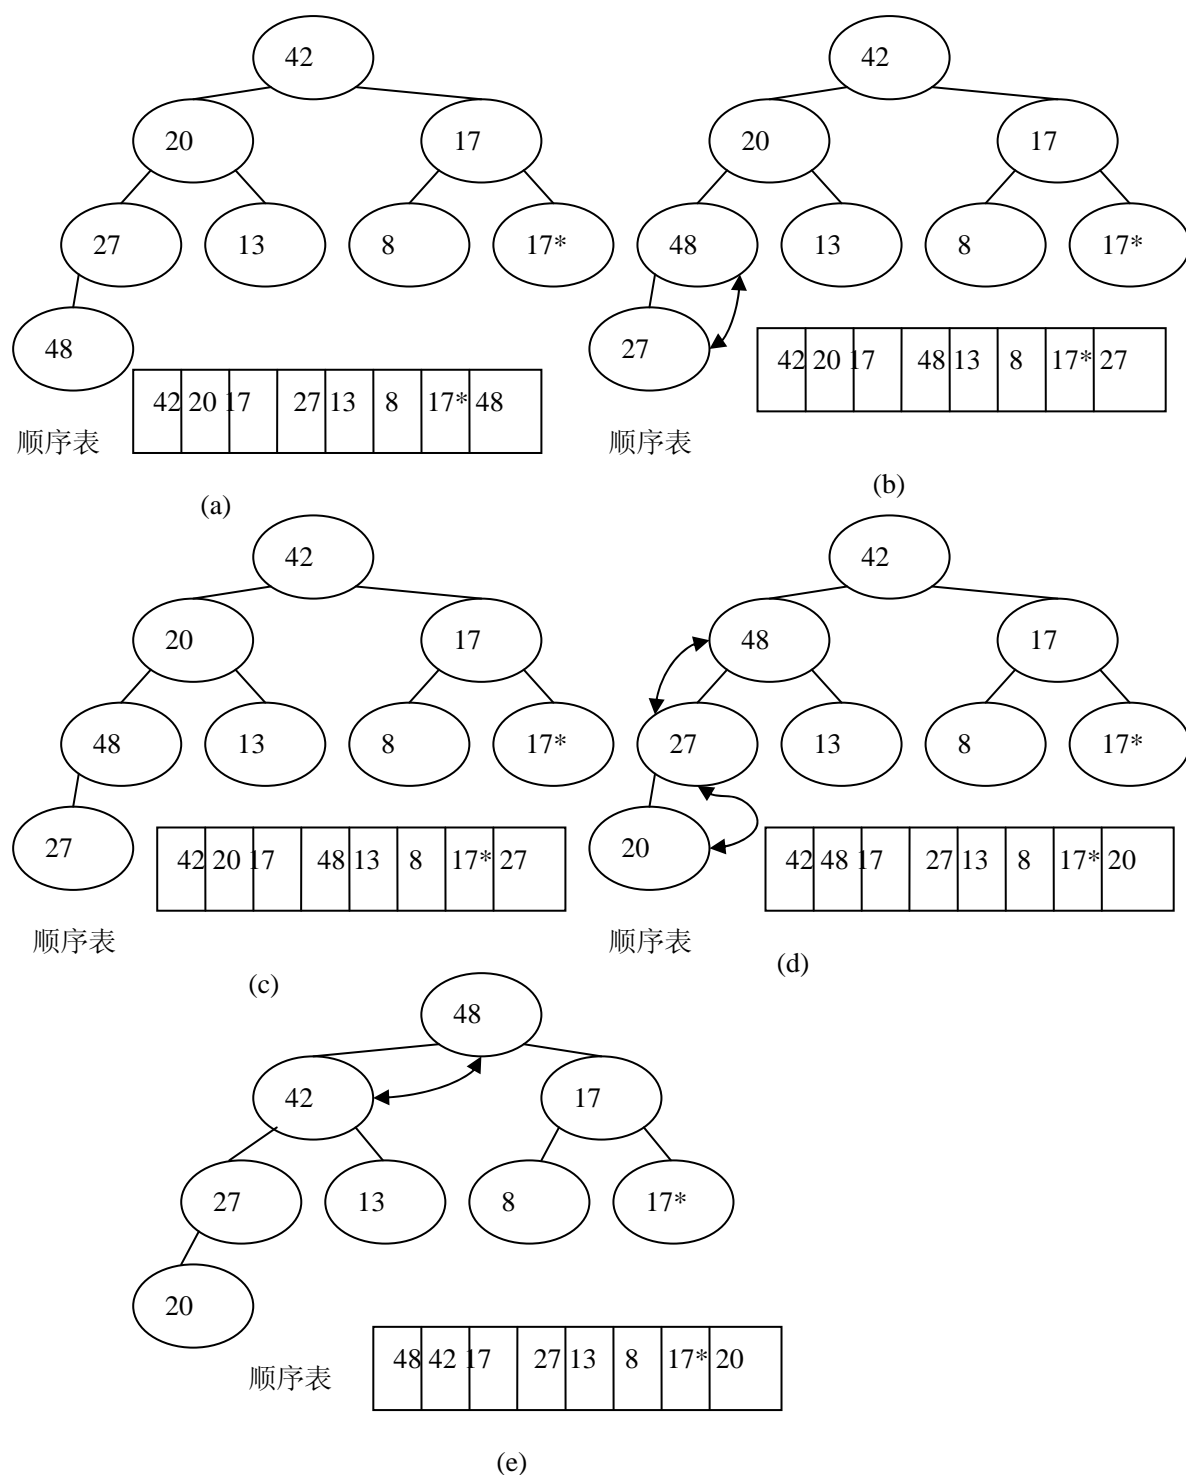 42 42
20 17 20 17
27 13 8 17* 48 13 8 17*
48 27
42 20 17 48 13 8 17* 27
42 20 17 27 13 8 17* 48
顺序表 顺序表
(a) (b)
42 42
20 17 48 17
48 13 8 17* 27 13 8 17*
27 20
42 20 17 48 13 8 17* 27
42 48 17 27 13 8 17* 20
顺序表 顺序表
(c) (d)
48
42 17
27 13 8 17*
20
48 42 17 27 13 8 17* 20
顺序表
(e)